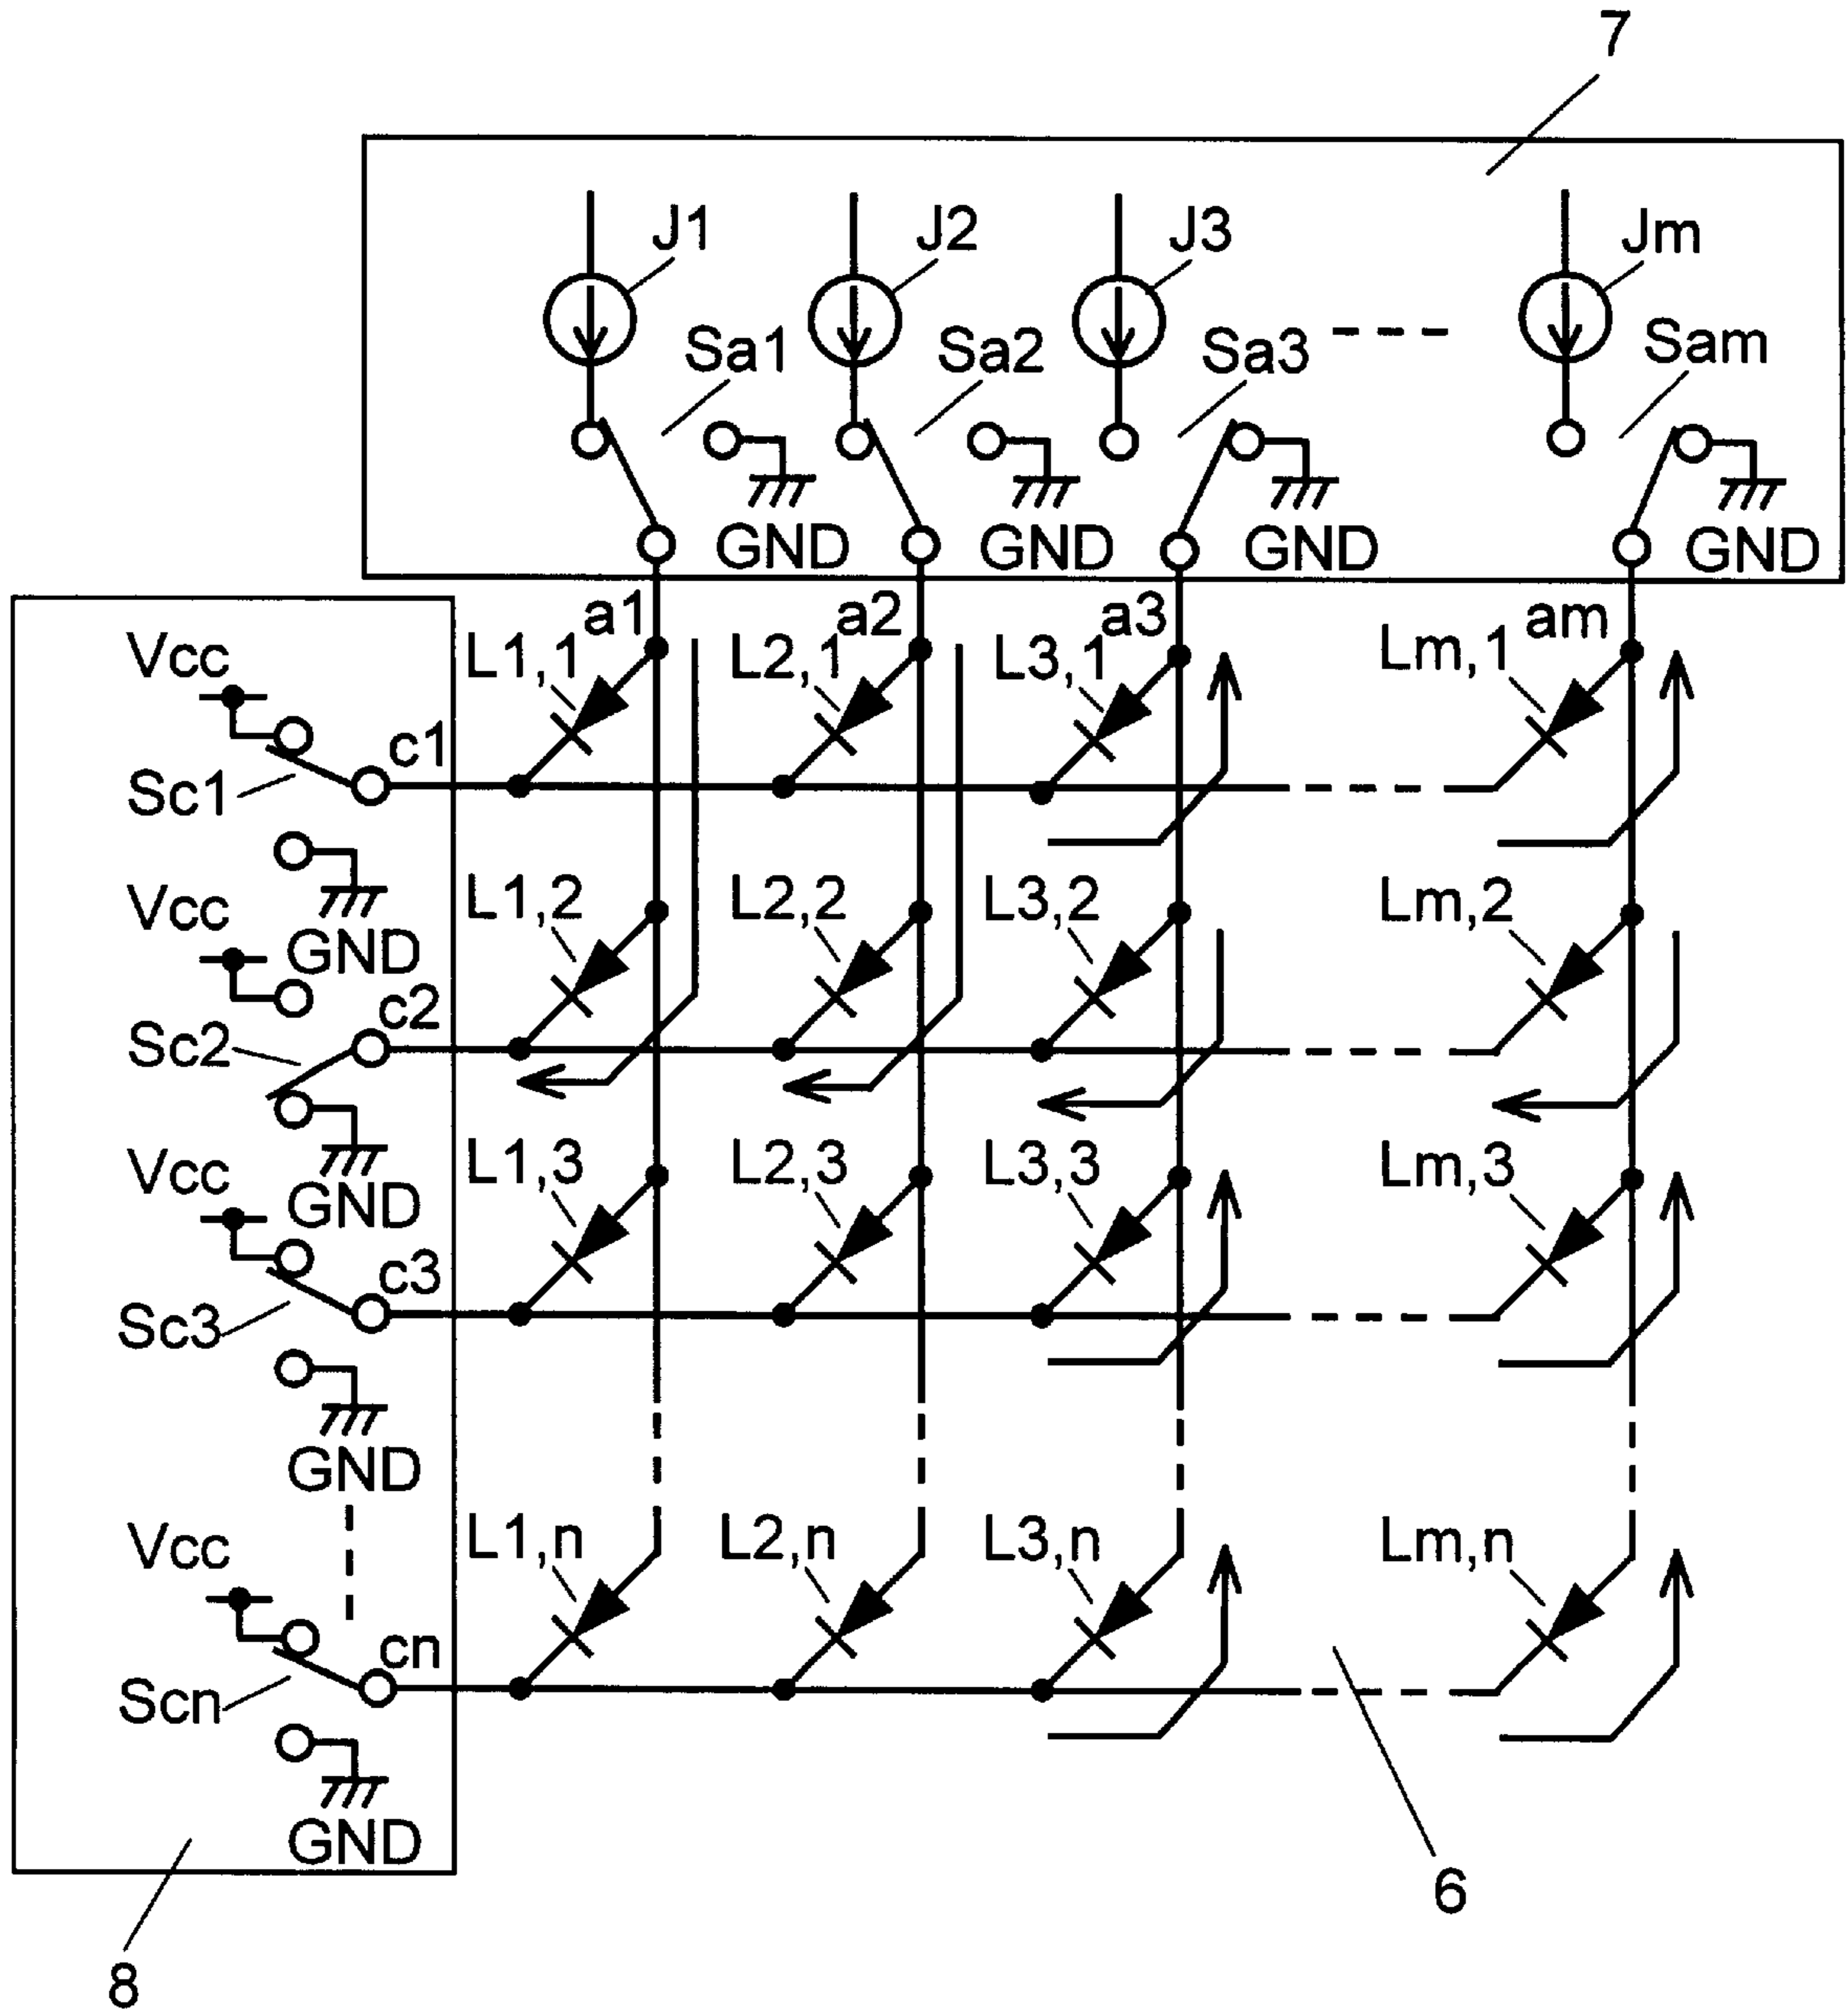 7
J1 J2 J3 Jm
Sa1 Sa2 Sa3 Sam
GND GND GND GND
a1 a2 a3 am
Vcc L1,1 L2,1 L3,1 Lm,1
c1
Sc1
Vcc L1,2 L2,2 L3,2 Lm,2
GND
c2
Sc2
Vcc L1,3 L2,3 L3,3 Lm,3
GND
c3
Sc3
GND
Vcc L1,n L2,n L3,n Lm,n
cn
Scn
GND
6
8